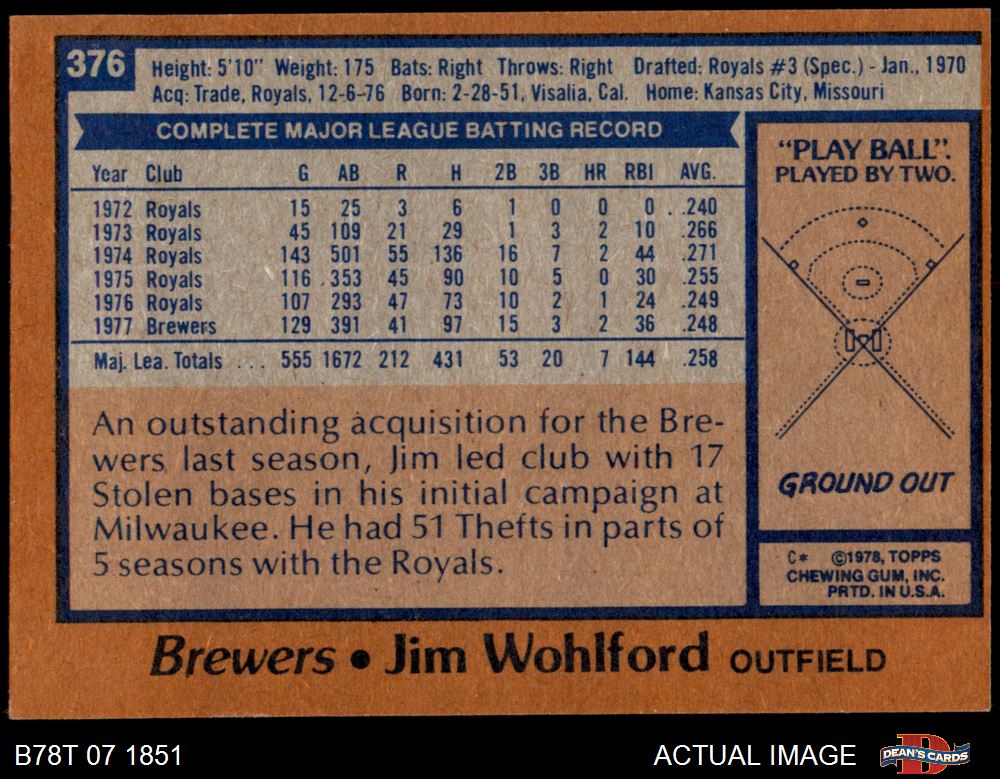 376
Height: 5'10" Weight: 175 Bats: Right Throws: Right Drafted: Royals #3 (Spec.) - Jan., 1970
Acq: Trade, Royals, 12-6-76 Born: 2-28-51, Visalia, Cal. Home: Kansas City, Missouri
COMPLETE MAJOR LEAGUE BATTING RECORD
Year Club G AB R H 2B 3B HR RBI AVG.
1972 Royals 15 25 3 6 1 0 0 0 . .240
1973 Royals 45 109 21 29 1 3 2 10 .266
1974 Royals 143 501 55 136 16 7 2 44 .271
1975 Royals 116 353 45 90 10 5 0 30 .255
1976 Royals 107 293 47 73 10 2 1 24 .249
1977 Brewers 129 391 41 97 15 3 2 36 .248
Maj. Lea. Totals . . . 555 1672 212 431 53 20 7 144 .258
An outstanding acquisition for the Bre-
wers last season, Jim led club with 17
Stolen bases in his initial campaign at
Milwaukee. He had 51 Thefts in parts of
5 seasons with the Royals.
"PLAY BALL".
PLAYED BY TWO.
GROUND OUT
C* ©1978, TOPPS
CHEWING GUM, INC.
PRTD. IN U.S.A.
Brewers • Jim Wohlford OUTFIELD
B78T 07 1851
ACTUAL IMAGE
D
DEAN'S CARDS